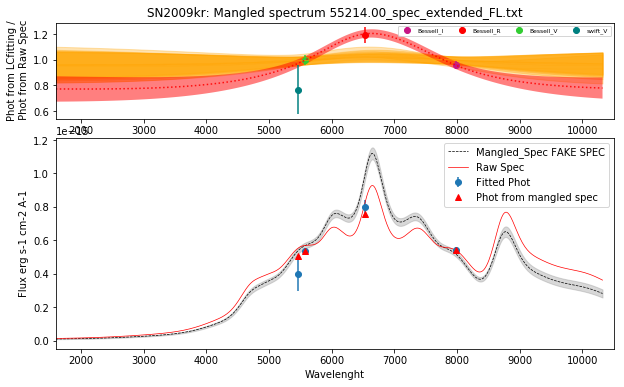 SN2009kr: Mangled spectrum 55214.00_spec_extended_FL.txt
Phot from LCfitting /
Phot from Raw Spec
1.2
1.0
0.8
0.6
Bessell_I Bessell_R Bessell_V swift_V
2000 3000 4000 5000 6000 7000 8000 9000 10000
Flux erg s-1 cm-2 A-1
1.2
1.0
0.8
0.6
0.4
0.2
0.0
Mangled_Spec FAKE SPEC
Raw Spec
Fitted Phot
Phot from mangled spec
2000 3000 4000 5000 6000 7000 8000 9000 10000
Wavelenght